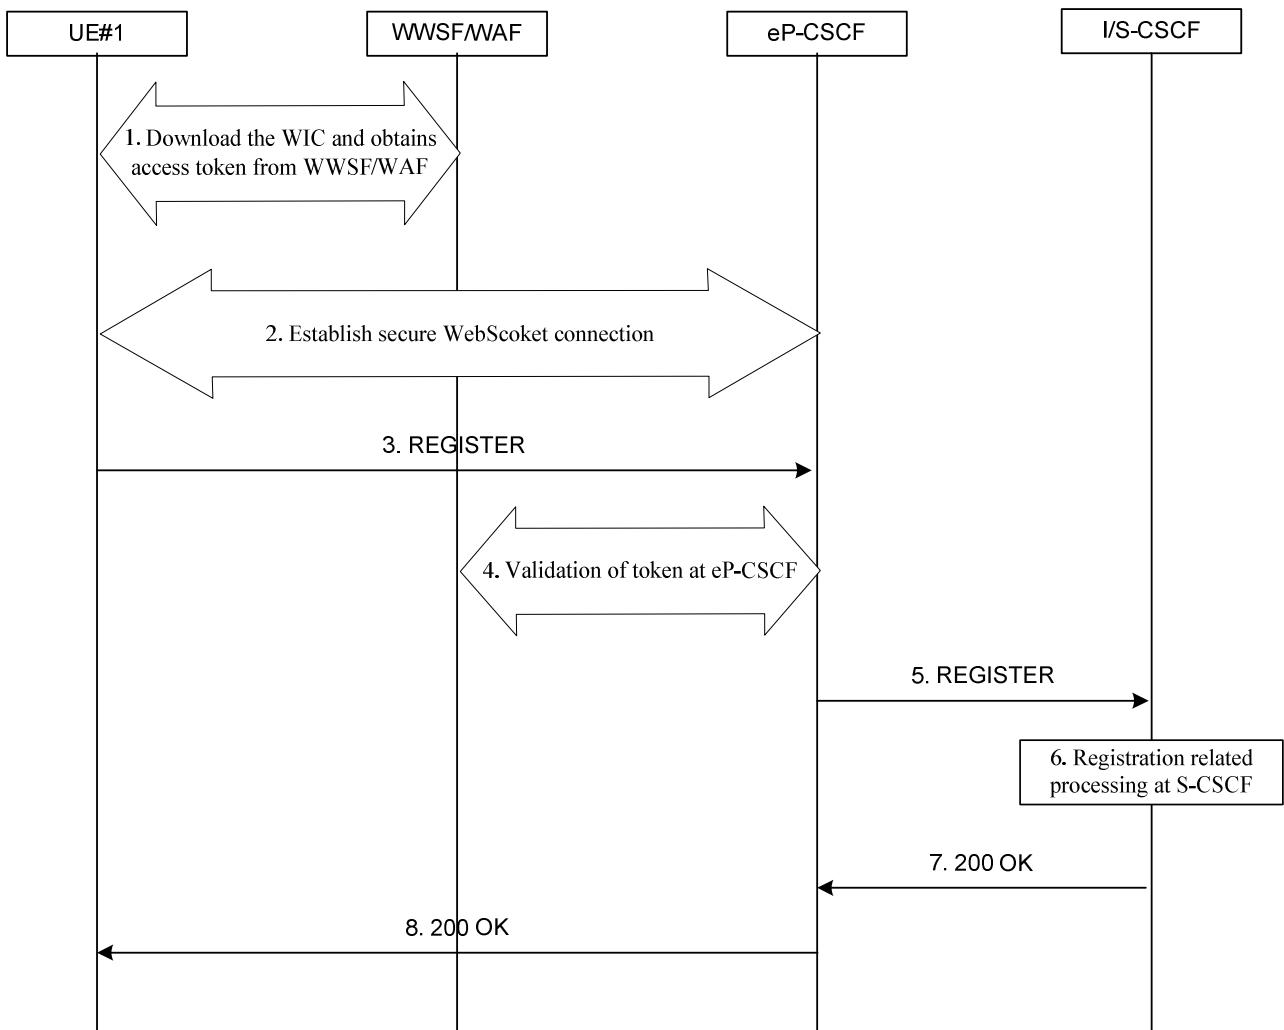 UE#1
WWSF/WAF
eP-CSCF
I/S-CSCF
1. Download the WIC and obtains
access token from WWSF/WAF
2. Establish secure WebScoket connection
3. REGISTER
4. Validation of token at eP-CSCF
5. REGISTER
6. Registration related
processing at S-CSCF
7. 200 OK
8. 200 OK